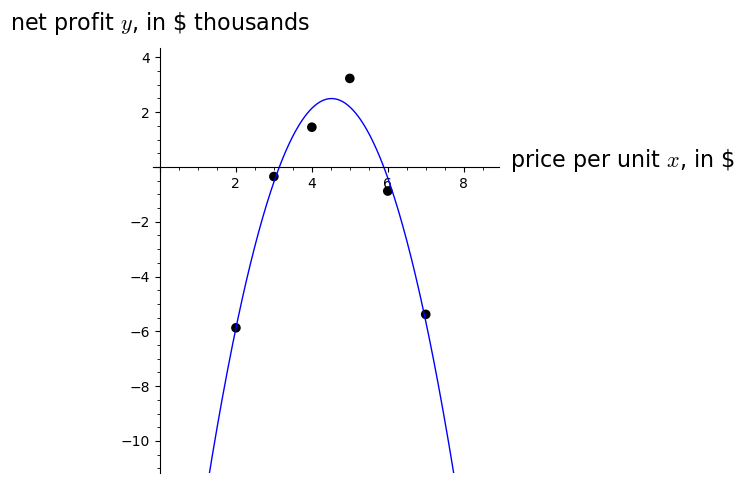 net profit y, in $ thousands
4
2
price per unit x, in $
2 4 6 8
−2
−4
−6
−8
−10